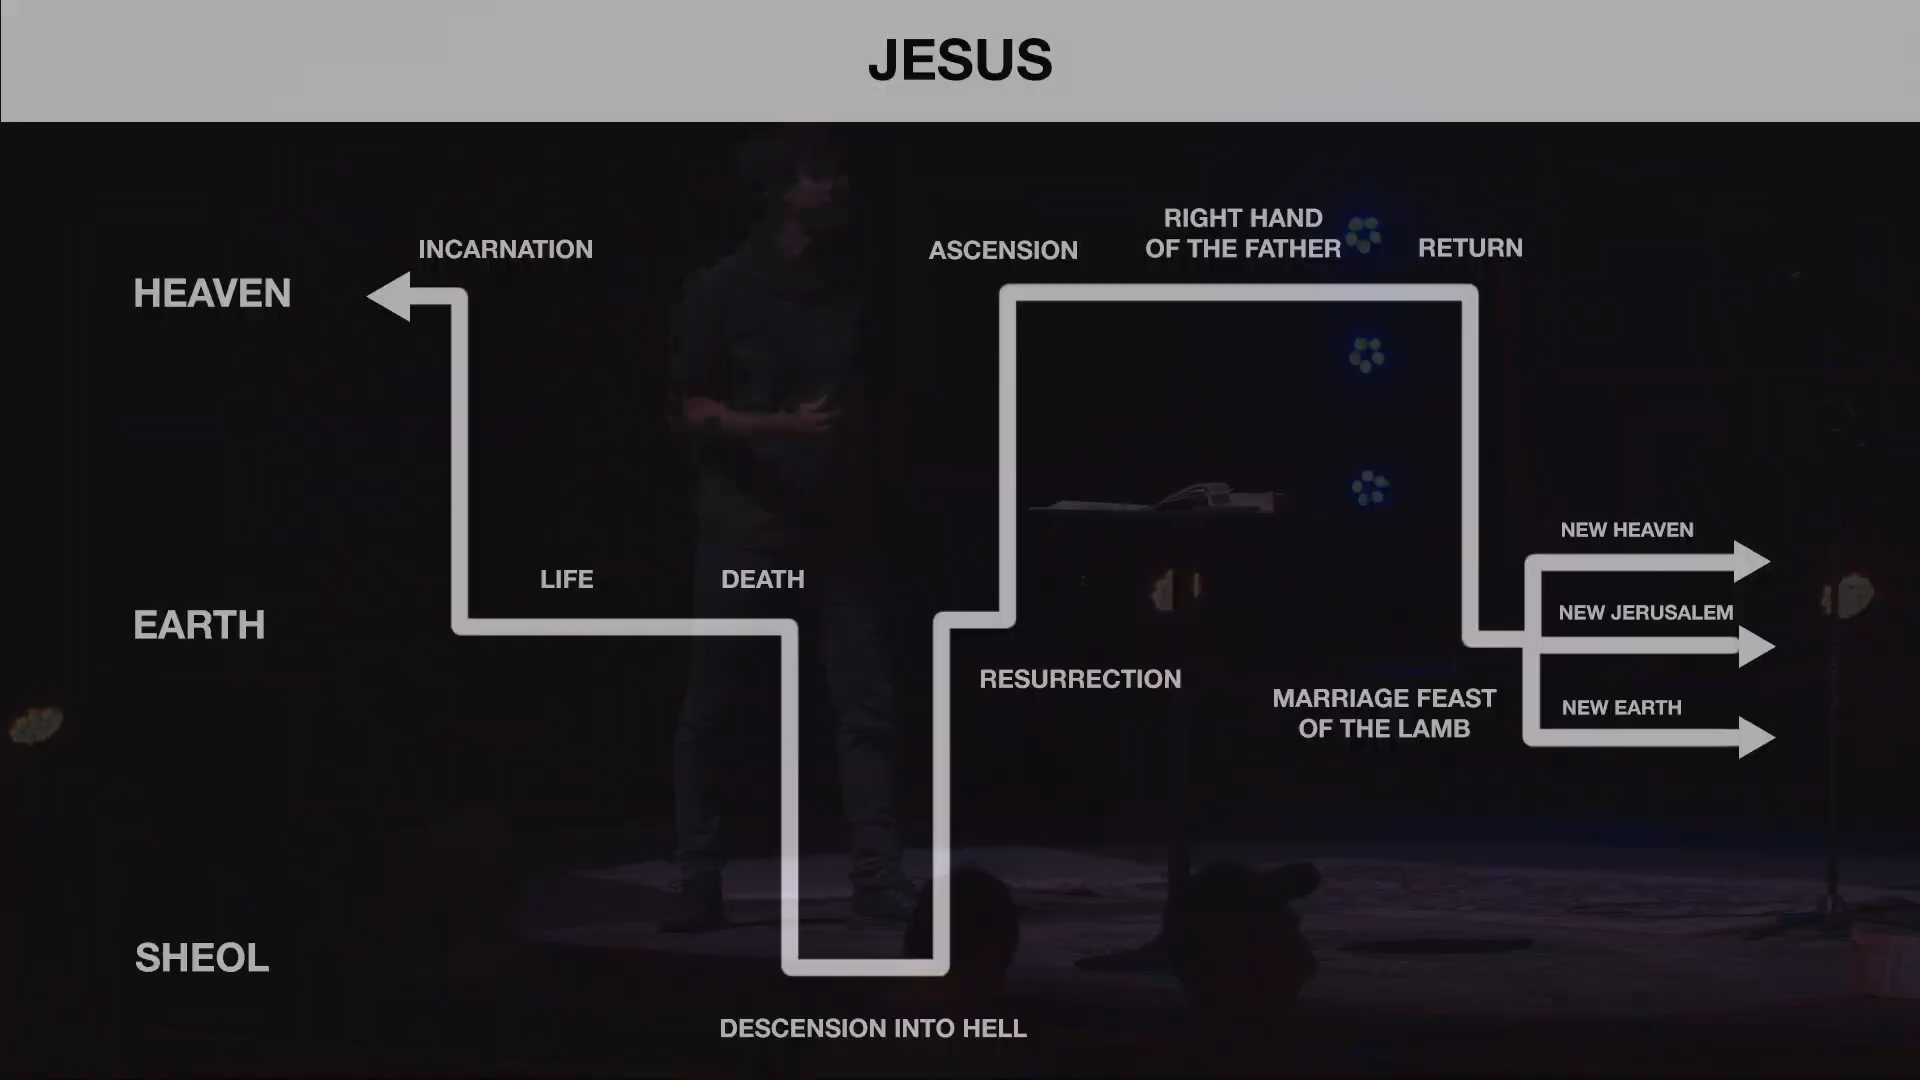 JESUS
INCARNATION
ASCENSION
RIGHT HAND
OF THE FATHER
RETURN
HEAVEN
NEW HEAVEN
LIFE
DEATH
EARTH
NEW JERUSALEM
RESURRECTION
MARRIAGE FEAST
OF THE LAMB
NEW EARTH
SHEOL
DESCENSION INTO HELL